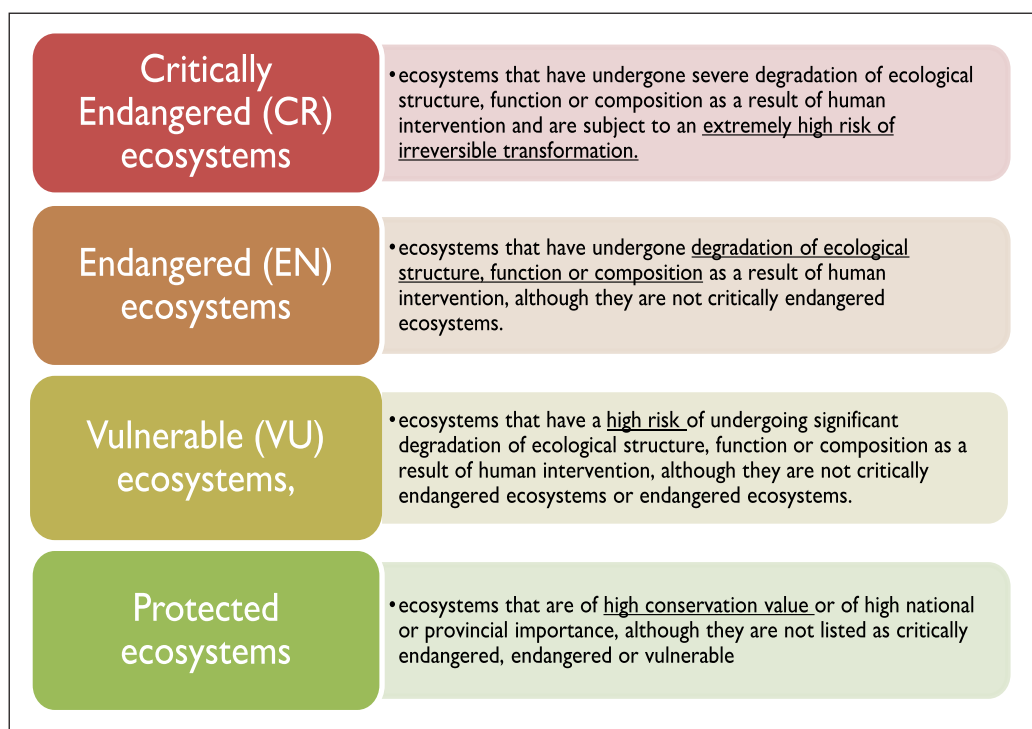 Critically
Endangered (CR)
ecosystems
•ecosystems that have undergone severe degradation of ecological
structure, function or composition as a result of human
intervention and are subject to an extremely high risk of
irreversible transformation.
Endangered (EN)
ecosystems
•ecosystems that have undergone degradation of ecological
structure, function or composition as a result of human
intervention, although they are not critically endangered
ecosystems.
Vulnerable (VU)
ecosystems,
•ecosystems that have a high risk of undergoing significant
degradation of ecological structure, function or composition as a
result of human intervention, although they are not critically
endangered ecosystems or endangered ecosystems.
Protected
ecosystems
•ecosystems that are of high conservation value or of high national
or provincial importance, although they are not listed as critically
endangered, endangered or vulnerable